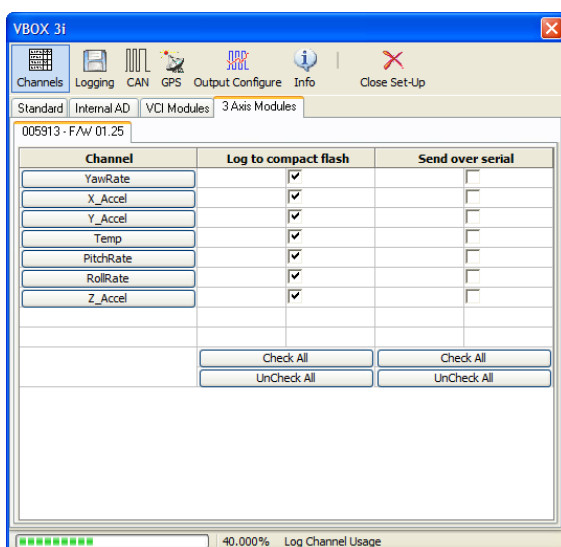 VBOX 3i
Channels Logging CAN GPS Output Configure Info Close Set-Up
Standard Internal AD VCI Modules 3 Axis Modules
005913 - F/W 01.25
Channel Log to compact flash Send over serial
YawRate
X_Accel
Y_Accel
Temp
PitchRate
RollRate
Z_Accel
Check All Check All
UnCheck All UnCheck All
40.000% Log Channel Usage